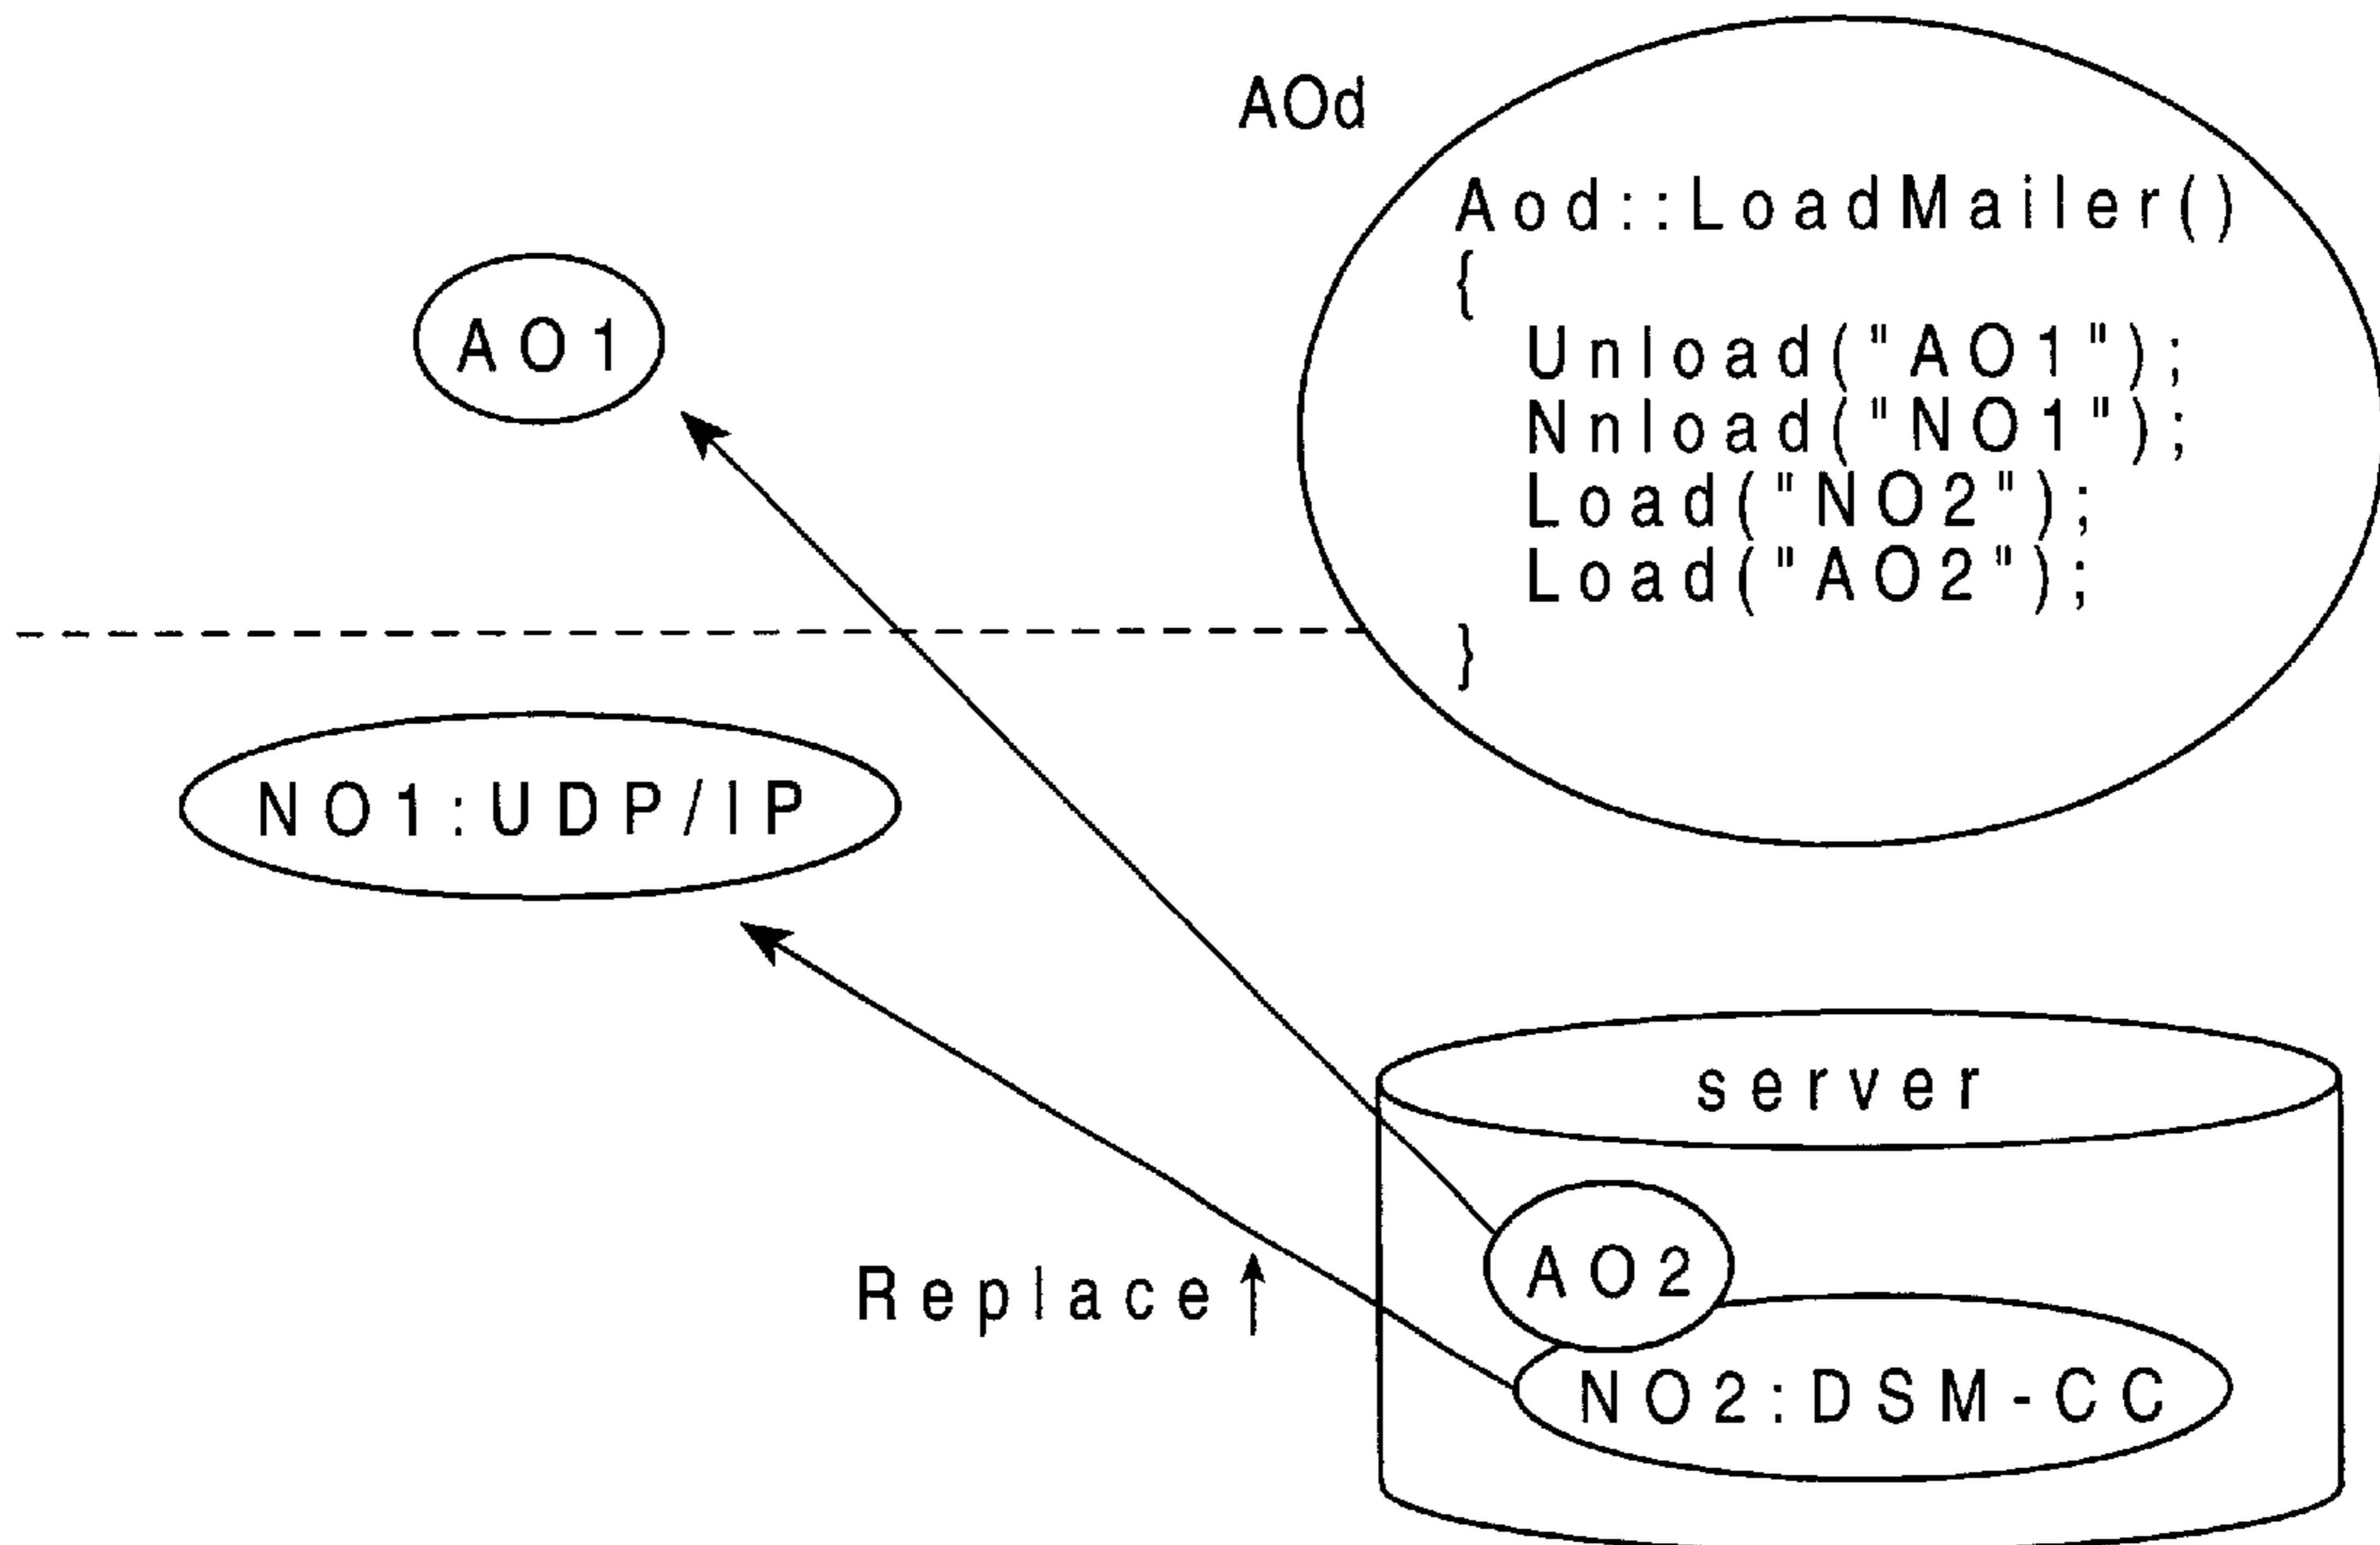 AOd
Aod::LoadMailer()
{
Unload("AO1");
Nnload("NO1");
Load("NO2");
Load("AO2");
}
AO1
NO1:UDP/IP
server
AO2
Replace↑
NO2:DSM-CC